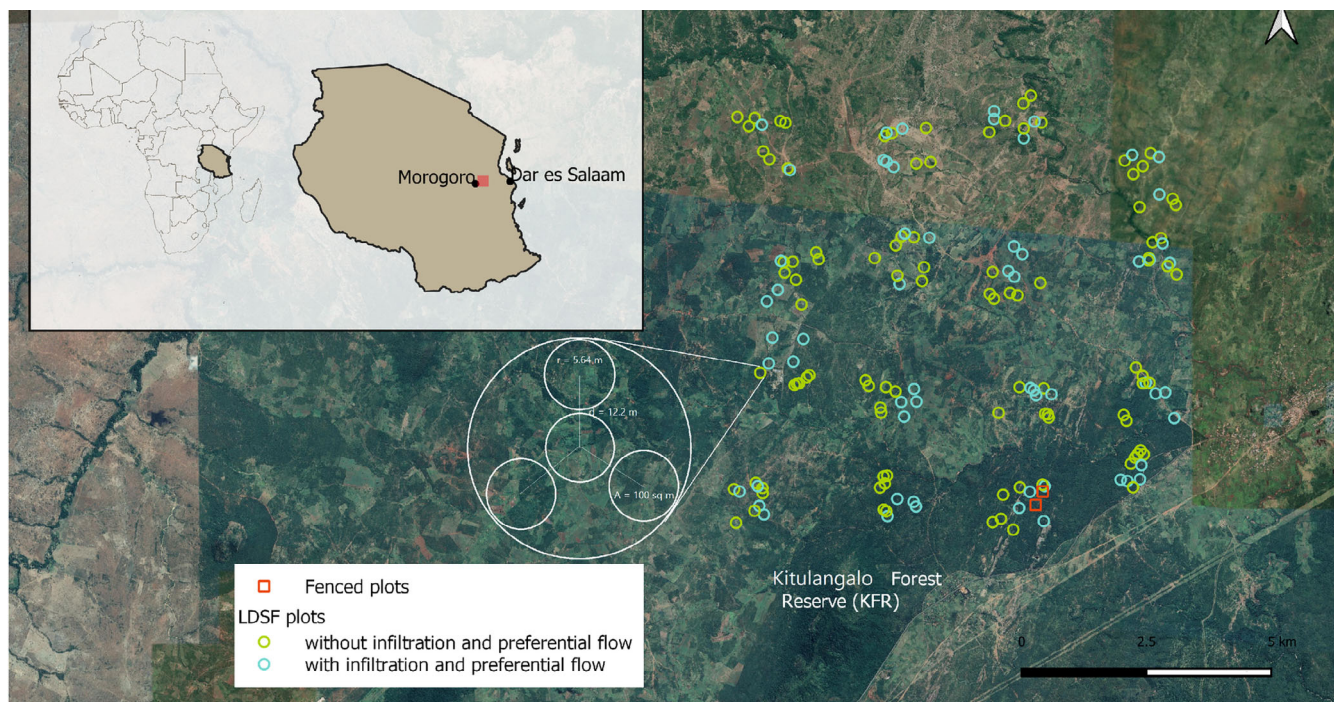 Morogoro
Dar es Salaam
r = 5.64 m
d = 12.2 m
A = 100 sq m
Fenced plots
LDSF plots
without infiltration and preferential flow
with infiltration and preferential flow
Kitulangalo Forest
Reserve (KFR)
0 2.5 5 km